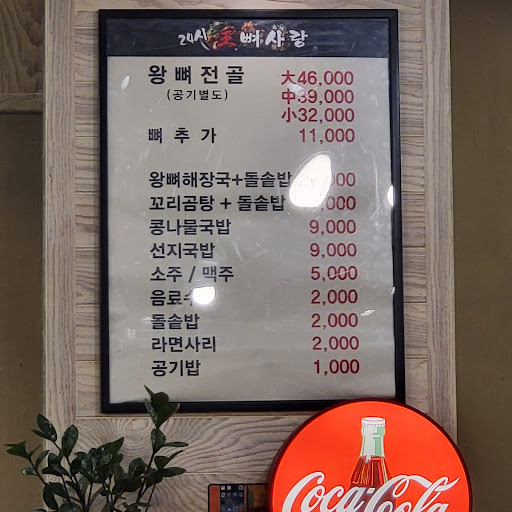 24시 뼈사랑
왕뼈전골 大46,000
(공기별도) 中39,000
小32,000
뼈추가 11,000
왕뼈해장국+돌솥밥
꼬리곰탕 + 돌솥밥
콩나물국밥 9,000
선지국밥 9,000
소주 / 맥주 5,000
음료수 2,000
돌솥밥 2,000
라면사리 2,000
공기밥 1,000
Coca-Cola